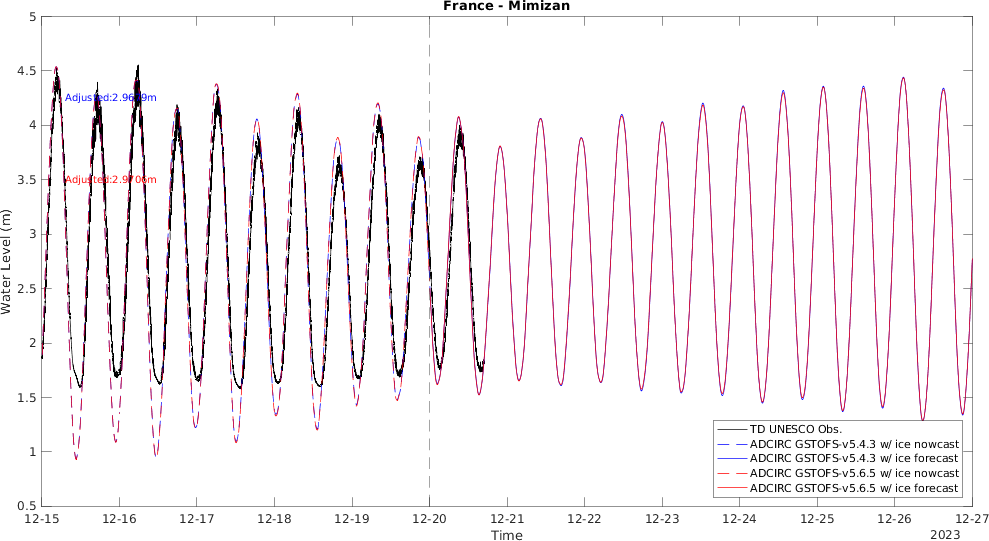 France - Mimizan
5
4.5
4
3.5
3
2.5
2
1.5
1
0.5
Water Level (m)
Adjusted:2.9706m
12-15
12-16
12-17
12-18
12-19
12-20
12-21
12-22
12-23
12-24
12-25
12-26
12-27
Time
2023
TD UNESCO Obs.
ADCIRC GSTOFS-v5.4.3 w/ ice nowcast
ADCIRC GSTOFS-v5.4.3 w/ ice forecast
ADCIRC GSTOFS-v5.6.5 w/ ice nowcast
ADCIRC GSTOFS-v5.6.5 w/ ice forecast